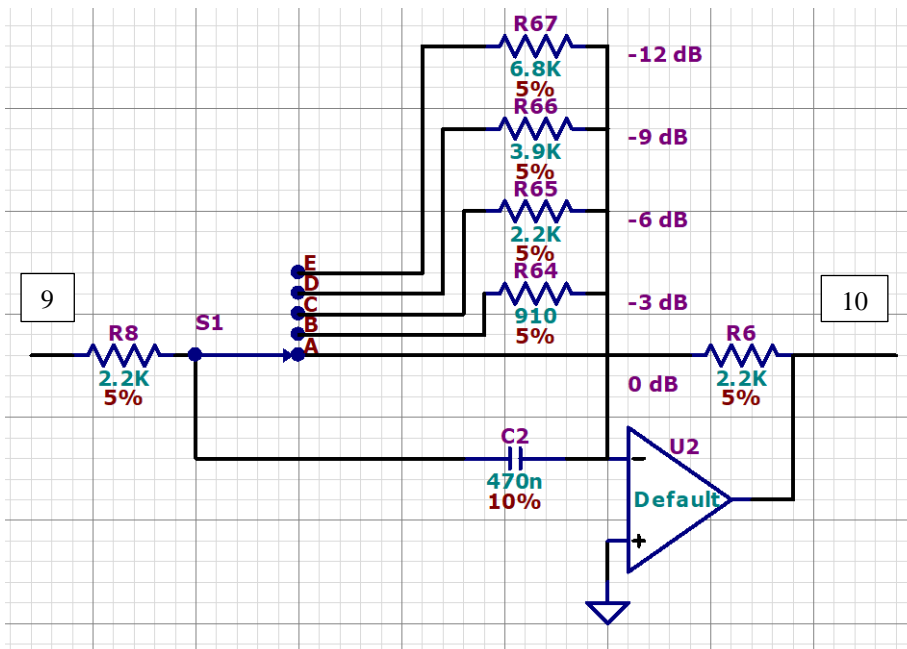 R67
6.8K
5%
-12 dB
R66
3.9K
5%
-9 dB
R65
2.2K
5%
-6 dB
R64
910
5%
-3 dB
E
D
C
B
A
9
10
S1
R8
2.2K
5%
R6
2.2K
5%
0 dB
C2
470n
10%
U2
Default